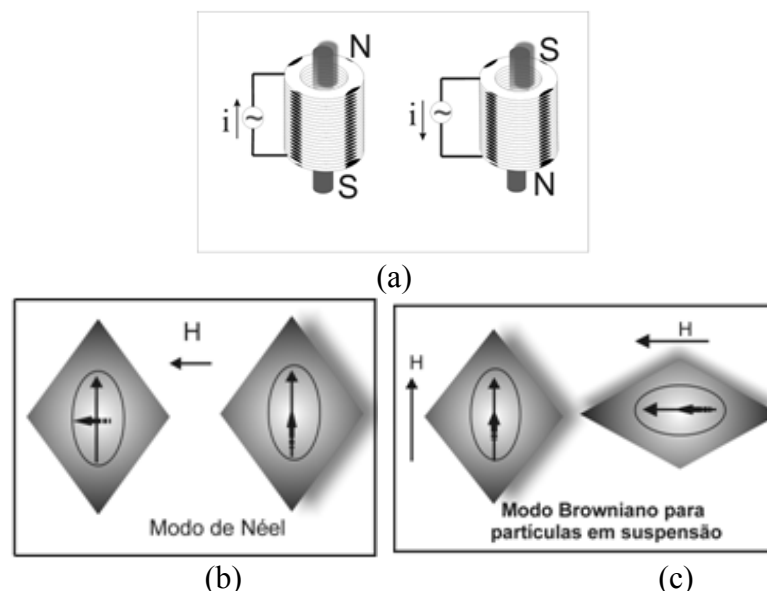 N
S
i
~
i
~
S
N
(a)
H
H
H
Modo de Néel
Modo Browniano para
partículas em suspensão
(b)
(c)